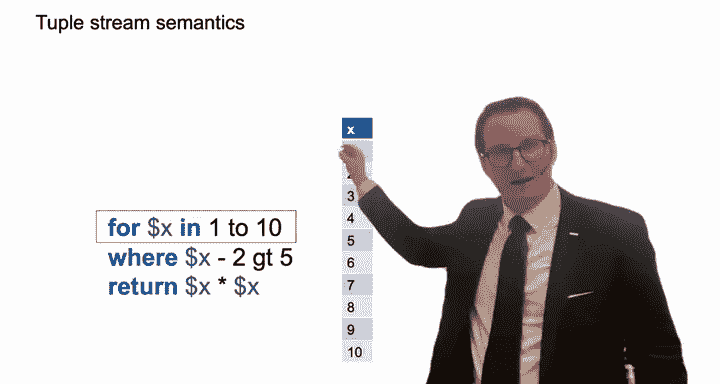 Tuple stream semantics
for $x in 1 to 10
where $x - 2 gt 5
return $x * $x
x
3
4
5
6
7
8
9
10